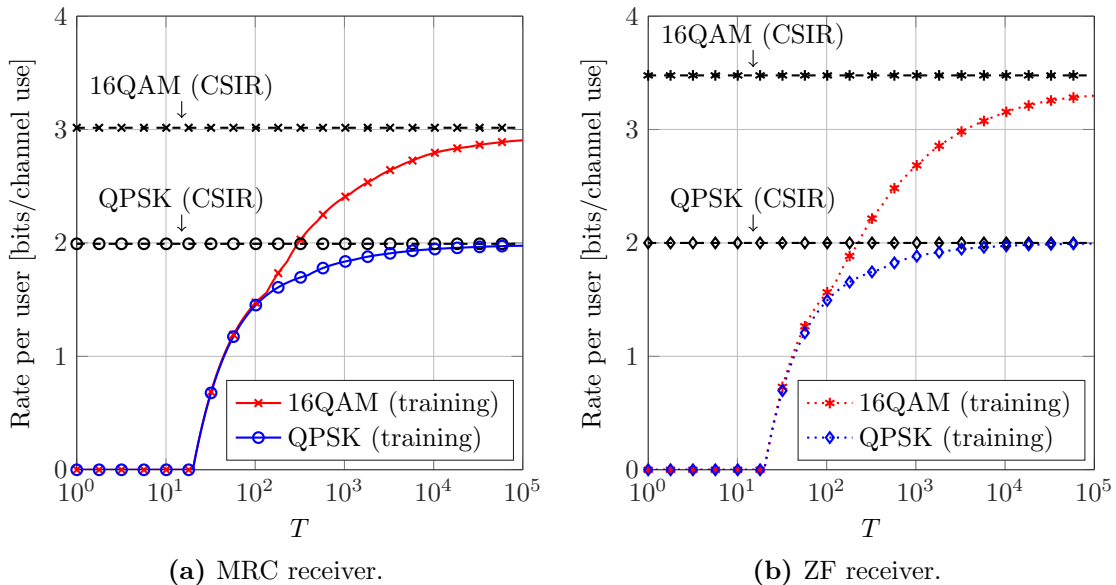 4
3
2
1
0
10^0
10^1
10^2
10^3
10^4
10^5
T
Rate per user [bits/channel use]
16QAM (CSIR)
QPSK (CSIR)
16QAM (training)
QPSK (training)
(a) MRC receiver.
4
3
2
1
0
10^0
10^1
10^2
10^3
10^4
10^5
T
Rate per user [bits/channel use]
16QAM (CSIR)
QPSK (CSIR)
16QAM (training)
QPSK (training)
(b) ZF receiver.